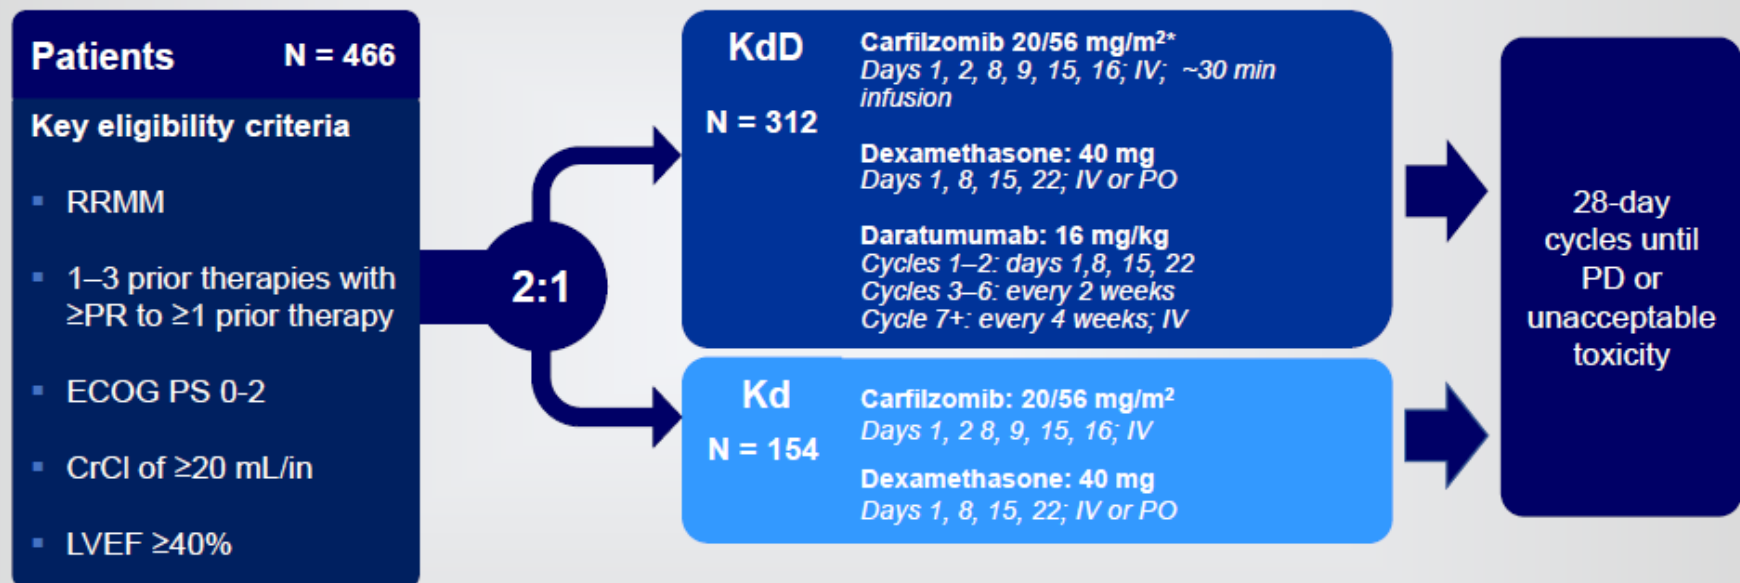 Patients N = 466
Key eligibility criteria
▪ RRMM
▪ 1–3 prior therapies with
≥PR to ≥1 prior therapy
▪ ECOG PS 0-2
▪ CrCl of ≥20 mL/in
▪ LVEF ≥40%
2:1
KdD
N = 312
Carfilzomib 20/56 mg/m²*
Days 1, 2, 8, 9, 15, 16; IV; ~30 min
infusion
Dexamethasone: 40 mg
Days 1, 8, 15, 22; IV or PO
Daratumumab: 16 mg/kg
Cycles 1–2: days 1,8, 15, 22
Cycles 3–6: every 2 weeks
Cycle 7+: every 4 weeks; IV
Kd
N = 154
Carfilzomib: 20/56 mg/m²
Days 1, 2 8, 9, 15, 16; IV
Dexamethasone: 40 mg
Days 1, 8, 15, 22; IV or PO
28-day
cycles until
PD or
unacceptable
toxicity